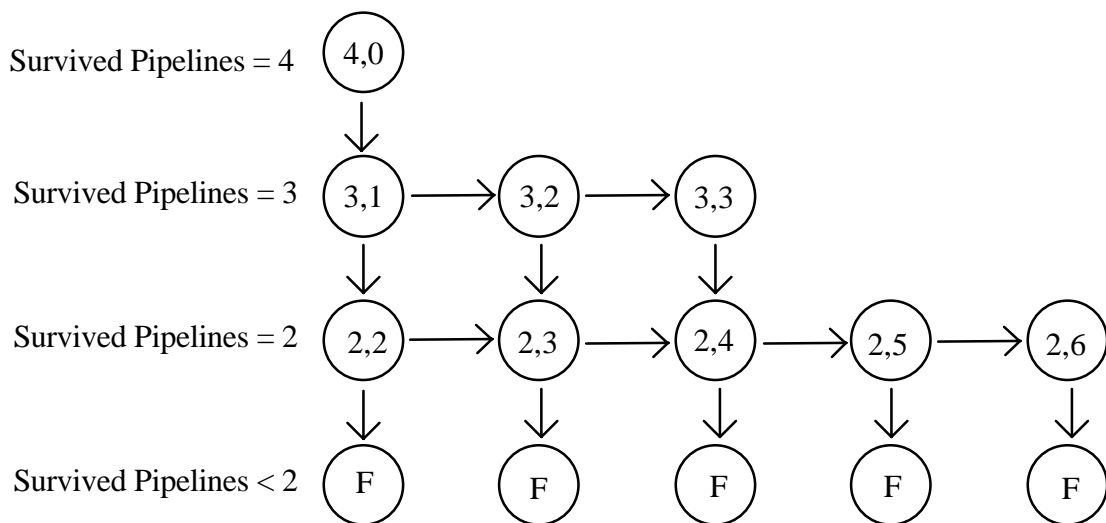 Survived Pipelines = 4 4,0
Survived Pipelines = 3 3,1 3,2 3,3
Survived Pipelines = 2 2,2 2,3 2,4 2,5 2,6
Survived Pipelines < 2 F F F F F